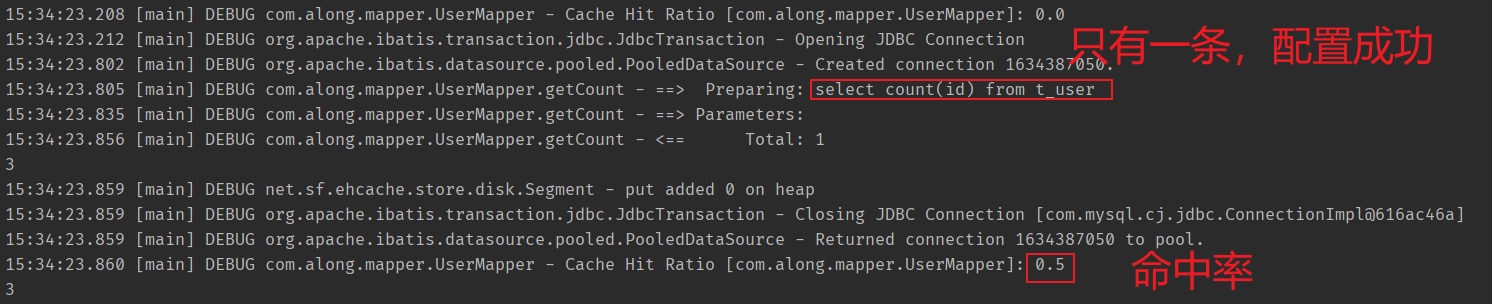 15:34:23.208 [main] DEBUG com.along.mapper.UserMapper - Cache Hit Ratio [com.along.mapper.UserMapper]: 0.0
15:34:23.212 [main] DEBUG org.apache.ibatis.transaction.jdbc.JdbcTransaction - Opening JDBC Connection
只有一条，配置成功
15:34:23.802 [main] DEBUG org.apache.ibatis.datasource.pooled.PooledDataSource - Created connection 1634387050.
15:34:23.805 [main] DEBUG com.along.mapper.UserMapper.getCount - ==>  Preparing: select count(id) from t_user
15:34:23.835 [main] DEBUG com.along.mapper.UserMapper.getCount - ==> Parameters:
15:34:23.856 [main] DEBUG com.along.mapper.UserMapper.getCount - <==      Total: 1
3
15:34:23.859 [main] DEBUG net.sf.ehcache.store.disk.Segment - put added 0 on heap
15:34:23.859 [main] DEBUG org.apache.ibatis.transaction.jdbc.JdbcTransaction - Closing JDBC Connection [com.mysql.cj.jdbc.ConnectionImpl@616ac46a]
15:34:23.859 [main] DEBUG org.apache.ibatis.datasource.pooled.PooledDataSource - Returned connection 1634387050 to pool.
15:34:23.860 [main] DEBUG com.along.mapper.UserMapper - Cache Hit Ratio [com.along.mapper.UserMapper]: 0.5
命中率
3